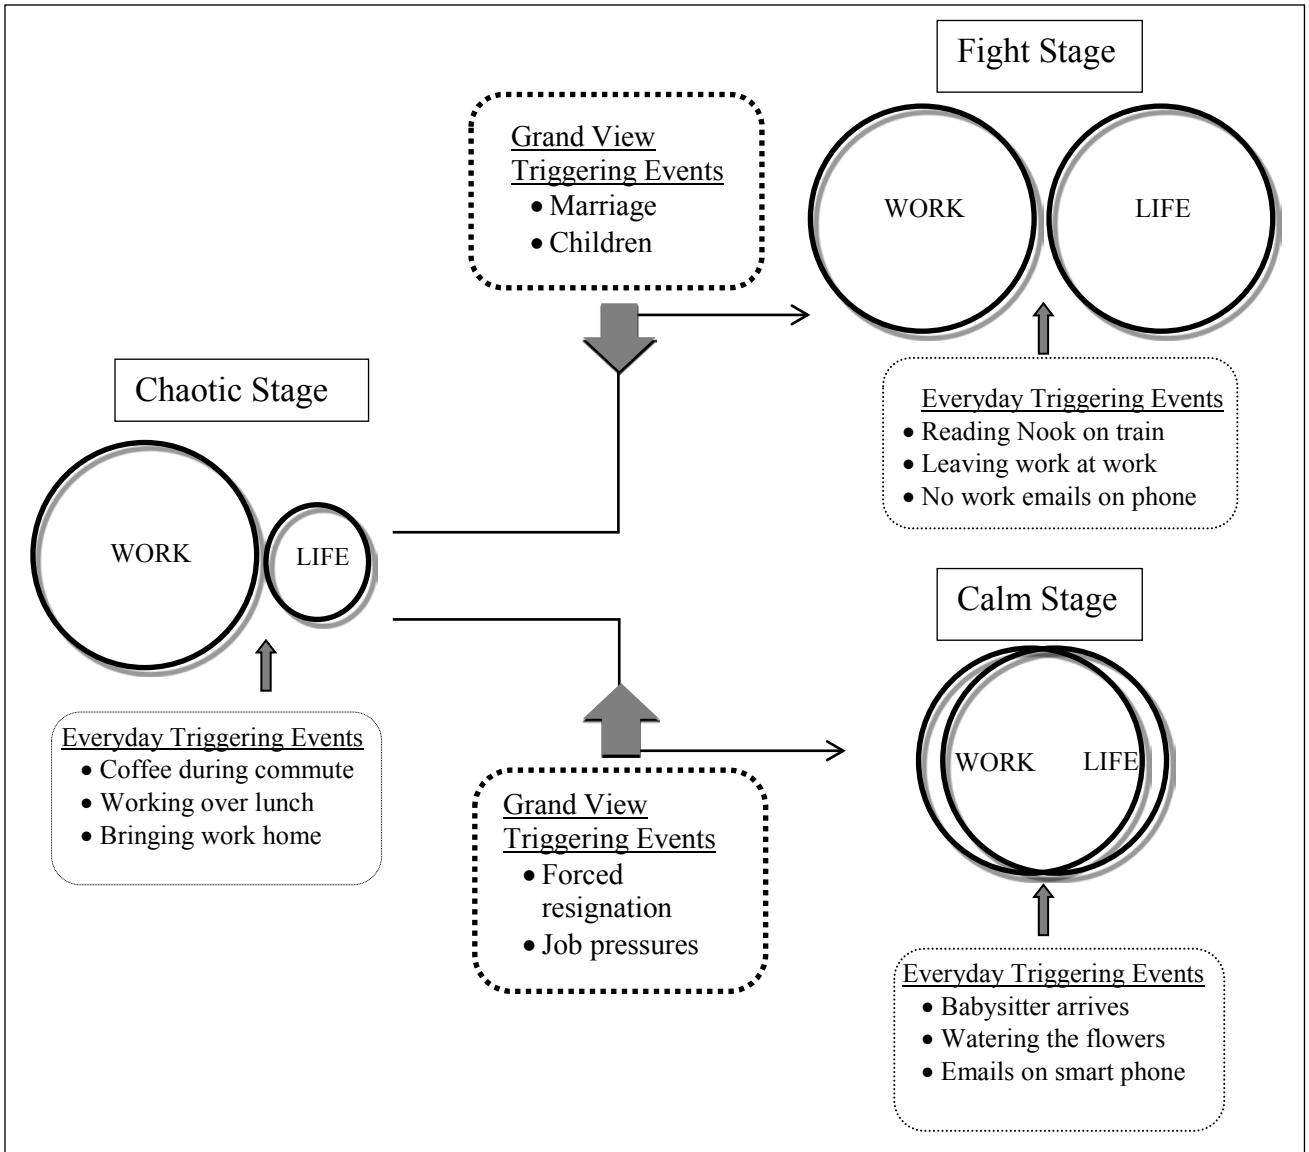 Chaotic Stage
WORK
LIFE
Everyday Triggering Events
• Coffee during commute
• Working over lunch
• Bringing work home
Grand View
Triggering Events
• Marriage
• Children
Grand View
Triggering Events
• Forced
resignation
• Job pressures
Fight Stage
WORK
LIFE
Everyday Triggering Events
• Reading Nook on train
• Leaving work at work
• No work emails on phone
Calm Stage
WORK
LIFE
Everyday Triggering Events
• Babysitter arrives
• Watering the flowers
• Emails on smart phone